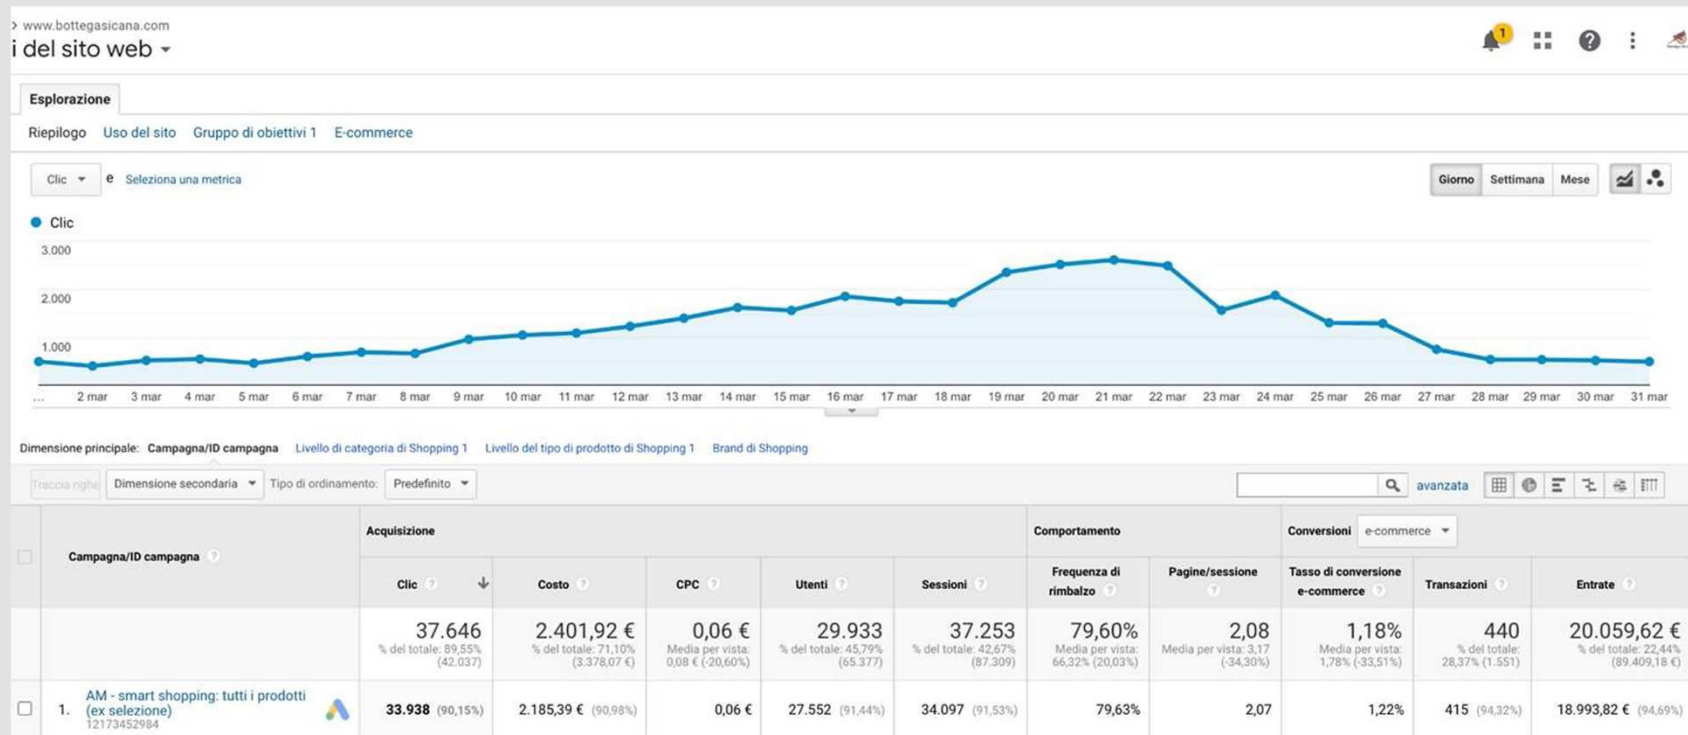 > www.bottegasicana.com
i del sito web
1
Esplorazione
Riepilogo Uso del sito Gruppo di obiettivi 1 E-commerce
Clic e Seleziona una metrica
Giorno Settimana Mese
Clic
3.000
2.000
1.000
... 2 mar 3 mar 4 mar 5 mar 6 mar 7 mar 8 mar 9 mar 10 mar 11 mar 12 mar 13 mar 14 mar 15 mar 16 mar 17 mar 18 mar 19 mar 20 mar 21 mar 22 mar 23 mar 24 mar 25 mar 26 mar 27 mar 28 mar 29 mar 30 mar 31 mar
Dimensione principale: Campagna/ID campagna Livello di categoria di Shopping 1 Livello del tipo di prodotto di Shopping 1 Brand di Shopping
Traccia righe Dimensione secondaria Tipo di ordinamento: Predefinito avanzata
Acquisizione Comportamento Conversioni e-commerce
Campagna/ID campagna ?
Clic ? Costo ? CPC ? Utenti ? Sessioni ? Frequenza di rimbalzo ? Pagine/sessione ? Tasso di conversione e-commerce ? Transazioni ? Entrate ?
37.646 2.401,92 € 0,06 € 29.933 37.253 79,60% 2,08 1,18% 440 20.059,62 €
% del totale: 89,55% % del totale: 71,10% Media per vista: % del totale: 45,79% % del totale: 42,67% Media per vista: Media per vista: 3,17 Media per vista: % del totale: % del totale: 22,44%
(42.037) (3.378,07 €) 0,08 € (-20,60%) (65.377) (87.309) 66,32% (20,03%) (-34,30%) 1,78% (-33,51%) 28,37% (1.551) (89.409,18 €)
1. AM - smart shopping: tutti i prodotti
(ex selezione)
12173452984
33.938 (90,15%) 2.185,39 € (90,98%) 0,06 € 27.552 (91,44%) 34.097 (91,53%) 79,63% 2,07 1,22% 415 (94,32%) 18.993,82 € (94,69%)